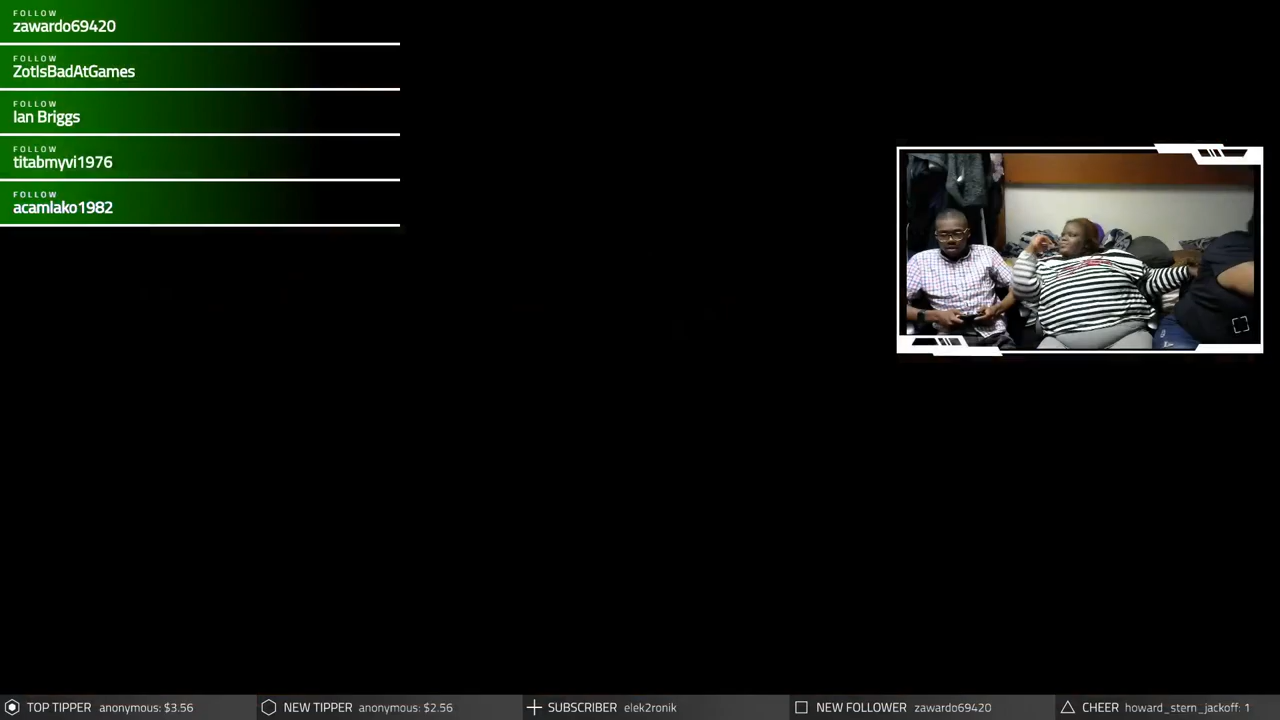 FOLLOW
zawardo69420
FOLLOW
ZotIsBadAtGames
FOLLOW
Ian Briggs
FOLLOW
titabmyvi1976
FOLLOW
acamlako1982
TOP TIPPER anonymous: $3.56
NEW TIPPER anonymous: $2.56
SUBSCRIBER elek2ronik
NEW FOLLOWER zawardo69420
CHEER howard_stern_jackoff: 1